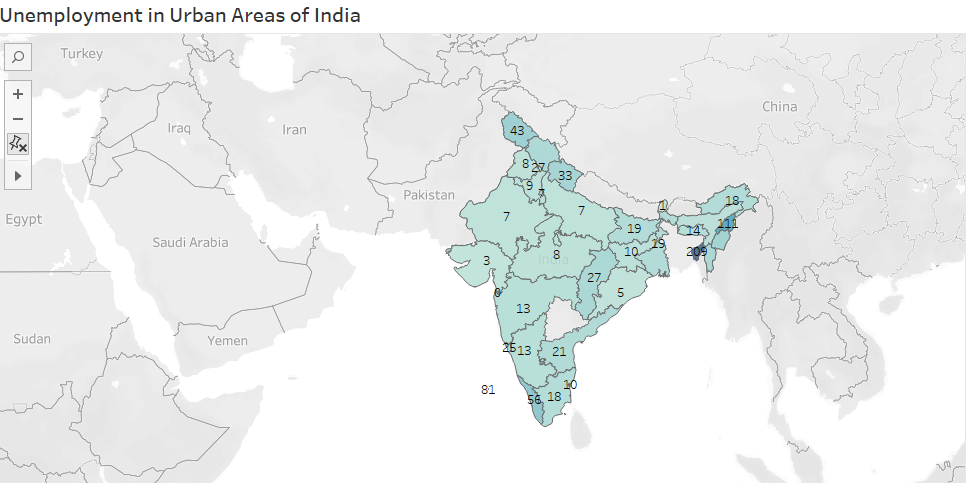 Unemployment in Urban Areas of India
Turkey
China
43
Iraq
Iran
8
27
33
9
7
Pakistan
18
1
7
7
Egypt
111
19
14
Saudi Arabia
19
10
209
8
India
3
27
5
0
13
Sudan
Yemen
25
13
21
81
10
56
18